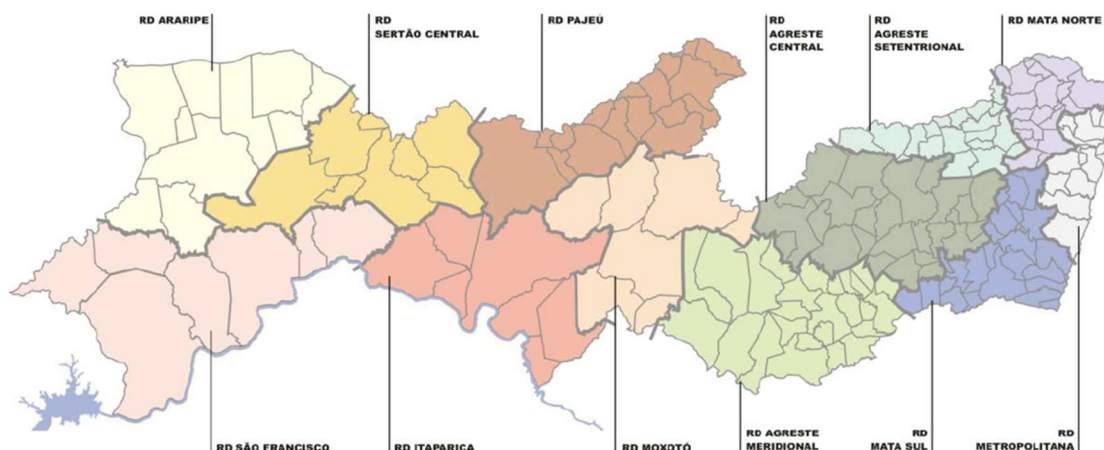 RD ARARIPE
RD
SERTÃO CENTRAL
RD PAJEÚ
RD
AGRESTE
CENTRAL
RD
AGRESTE
SETENTRIONAL
RD MATA NORTE
RD SÃO FRANCISCO
RD ITAPARICA
RD MOXOTÓ
RD AGRESTE
MERIDIONAL
RD
MATA SUL
RD
METROPOLITANA